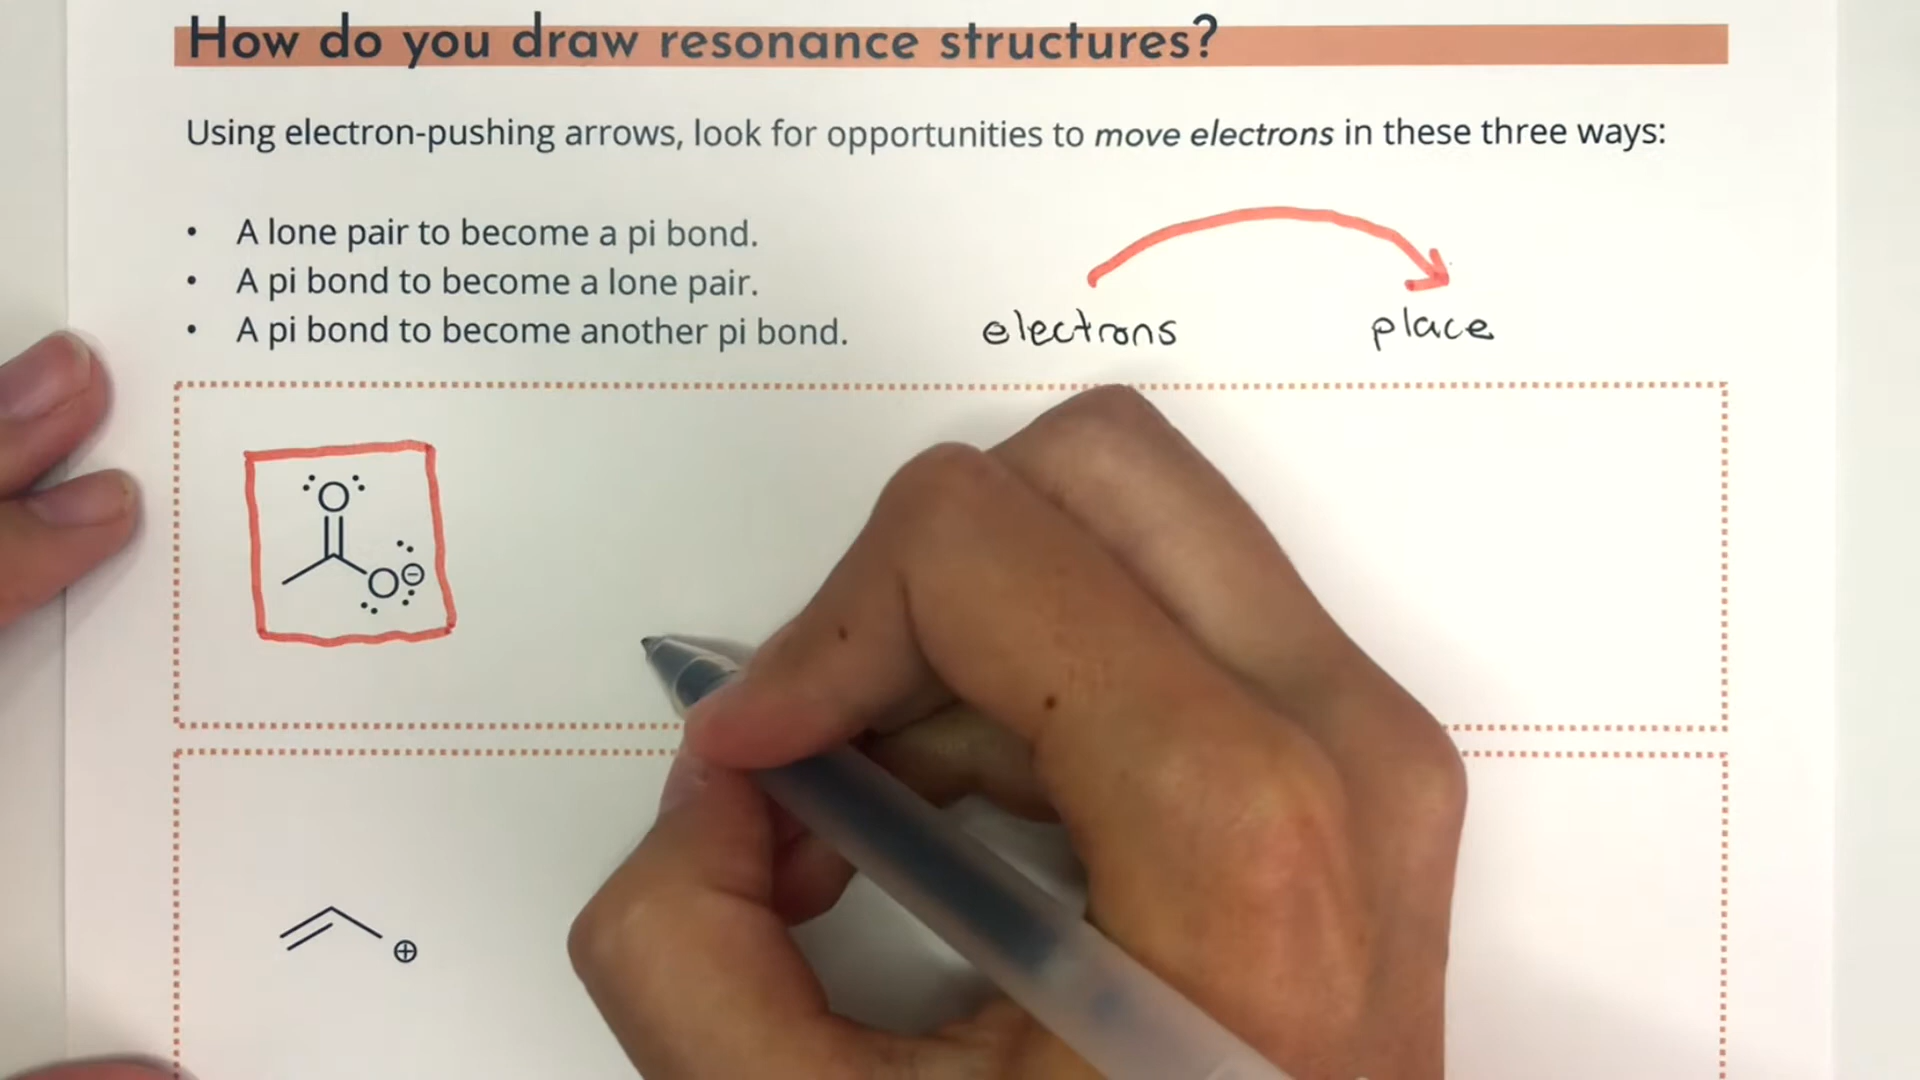 How do you draw resonance structures?
Using electron-pushing arrows, look for opportunities to move electrons in these three ways:
• A lone pair to become a pi bond.
• A pi bond to become a lone pair.
• A pi bond to become another pi bond.
electrons place
O
O⊖
⊕